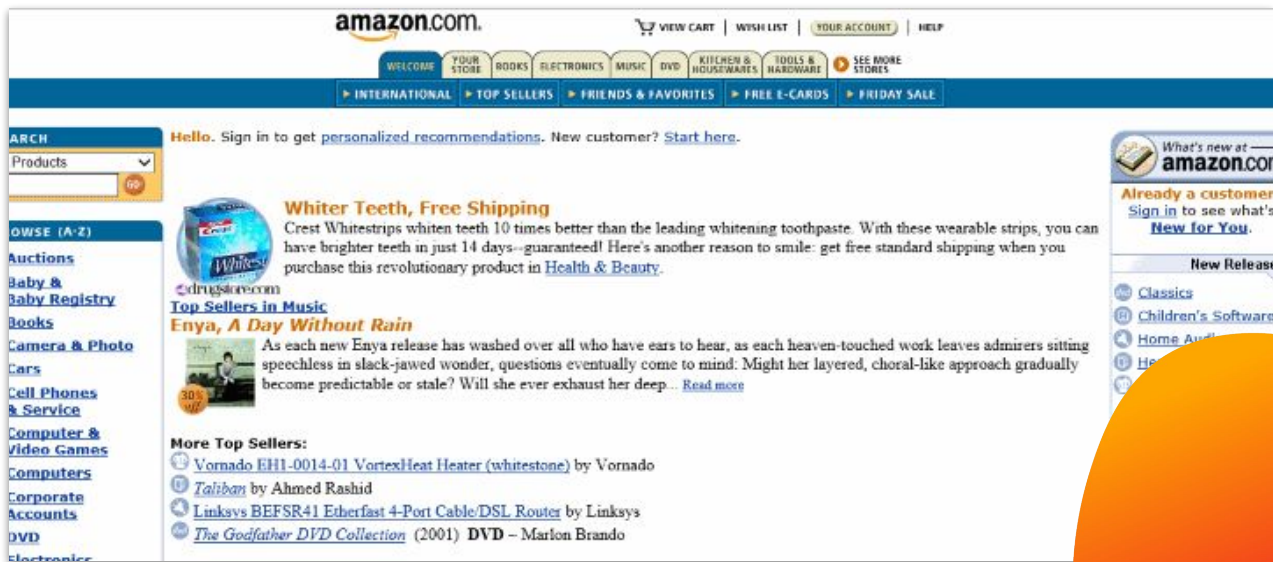 amazon.com.
VIEW CART | WISH LIST | YOUR ACCOUNT | HELP
WELCOME YOUR STORE BOOKS ELECTRONICS MUSIC DVD KITCHEN & HOUSEWARES TOOLS & HARDWARE SEE MORE STORES
INTERNATIONAL TOP SELLERS FRIENDS & FAVORITES FREE E-CARDS FRIDAY SALE
ARCH
Products
GO!
OWSE (A-Z)
Auctions
Baby &
Baby Registry
Books
Camera & Photo
Cars
Cell Phones
& Service
Computer &
Video Games
Computers
Corporate
Accounts
DVD
Electronics
Hello. Sign in to get personalized recommendations. New customer? Start here.
Crest
Whitest
drugstore.com
Whiter Teeth, Free Shipping
Crest Whitestrips whiten teeth 10 times better than the leading whitening toothpaste. With these wearable strips, you can
have brighter teeth in just 14 days--guaranteed! Here's another reason to smile: get free standard shipping when you
purchase this revolutionary product in Health & Beauty.
Top Sellers in Music
Enya, A Day Without Rain
30% off
As each new Enya release has washed over all who have ears to hear, as each heaven-touched work leaves admirers sitting
speechless in slack-jawed wonder, questions eventually come to mind: Might her layered, choral-like approach gradually
become predictable or stale? Will she ever exhaust her deep... Read more
More Top Sellers:
Vornado EH1-0014-01 VortexHeat Heater (whitestone) by Vornado
Taliban by Ahmed Rashid
Linksys BEFSR41 Etherfast 4-Port Cable/DSL Router by Linksys
The Godfather DVD Collection (2001) DVD – Marlon Brando
What's new at
amazon.com
Already a customer
Sign in to see what's
New for You.
New Release
Classics
Children's Software
Home Au
He